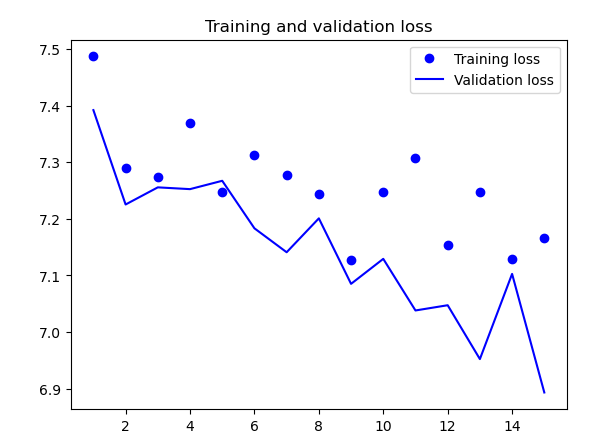 Training and validation loss
7.5
7.4
7.3
7.2
7.1
7.0
6.9
Training loss
Validation loss
2 4 6 8 10 12 14